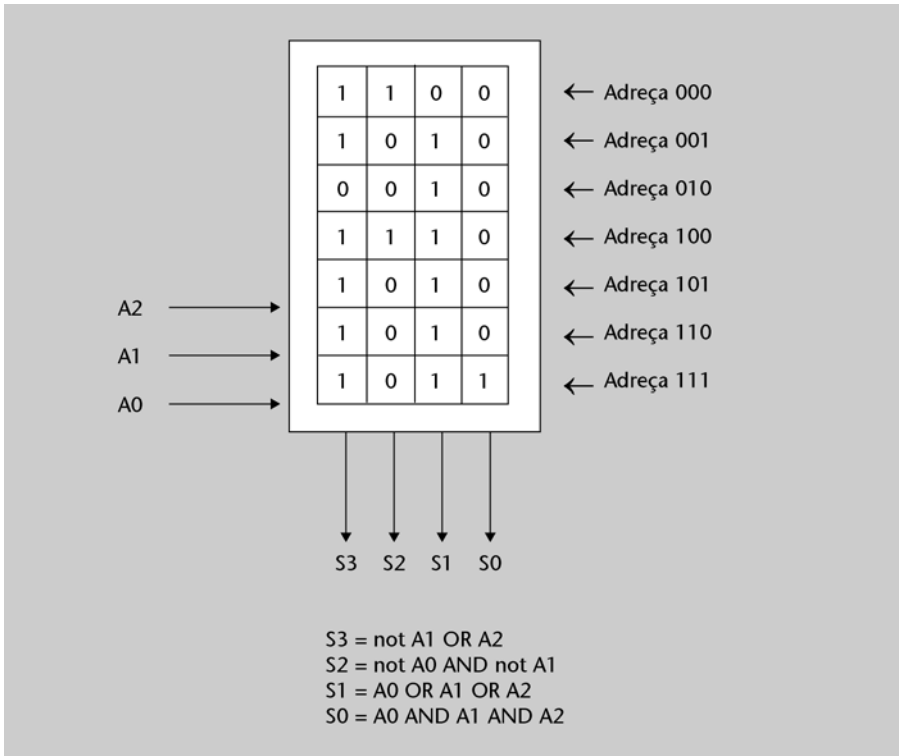 1 1 0 0 ← Adreça 000
1 0 1 0 ← Adreça 001
0 0 1 0 ← Adreça 010
1 1 1 0 ← Adreça 100
1 0 1 0 ← Adreça 101
A2
1 0 1 0 ← Adreça 110
A1
1 0 1 1 ← Adreça 111
A0
S3 S2 S1 S0
S3 = not A1 OR A2
S2 = not A0 AND not A1
S1 = A0 OR A1 OR A2
S0 = A0 AND A1 AND A2